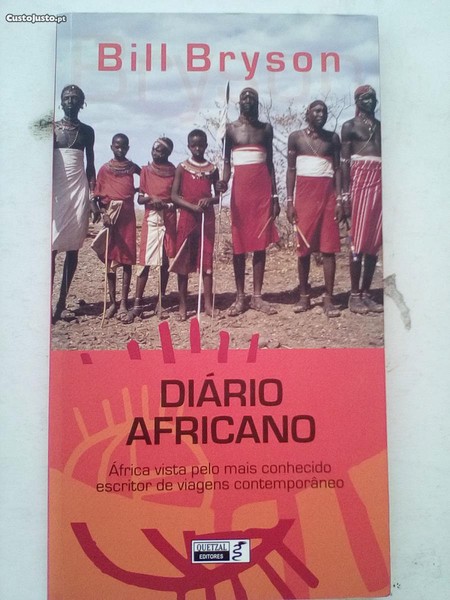 CustoJusto.pt
Bill Bryson
DIÁRIO
AFRICANO
África vista pelo mais conhecido
escritor de viagens contemporâneo
QUETZAL
EDITORES